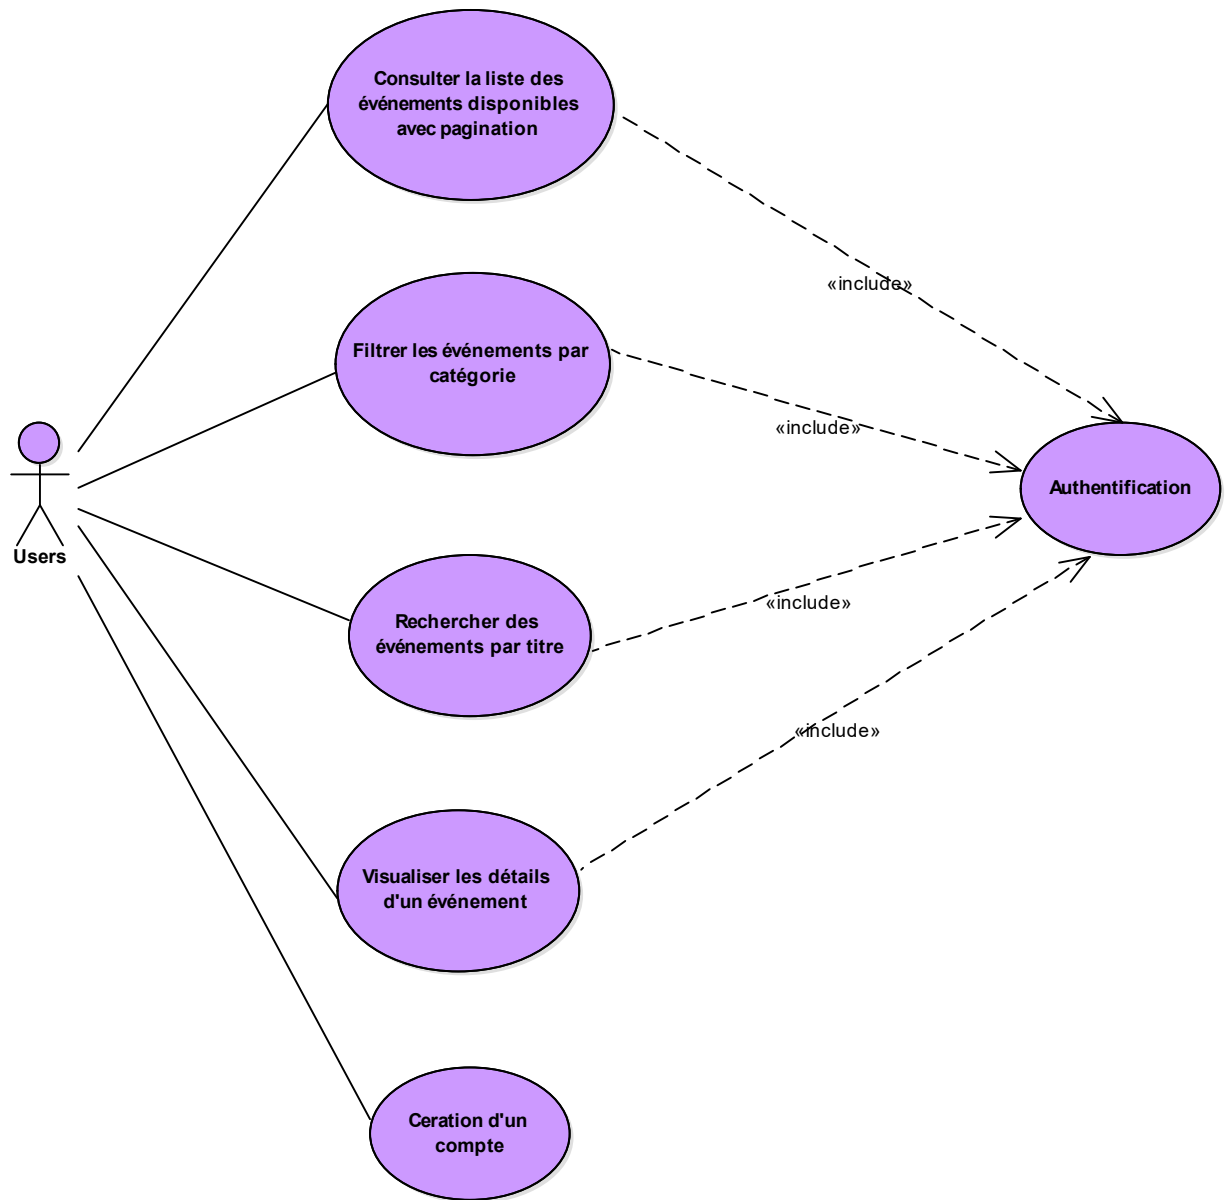 Consulter la liste des
événements disponibles
avec pagination
«include»
Filtrer les événements par
catégorie
«include»
Authentification
Users
Rechercher des
événements par titre
«include»
«include»
Visualiser les détails
d'un événement
Ceration d'un
compte